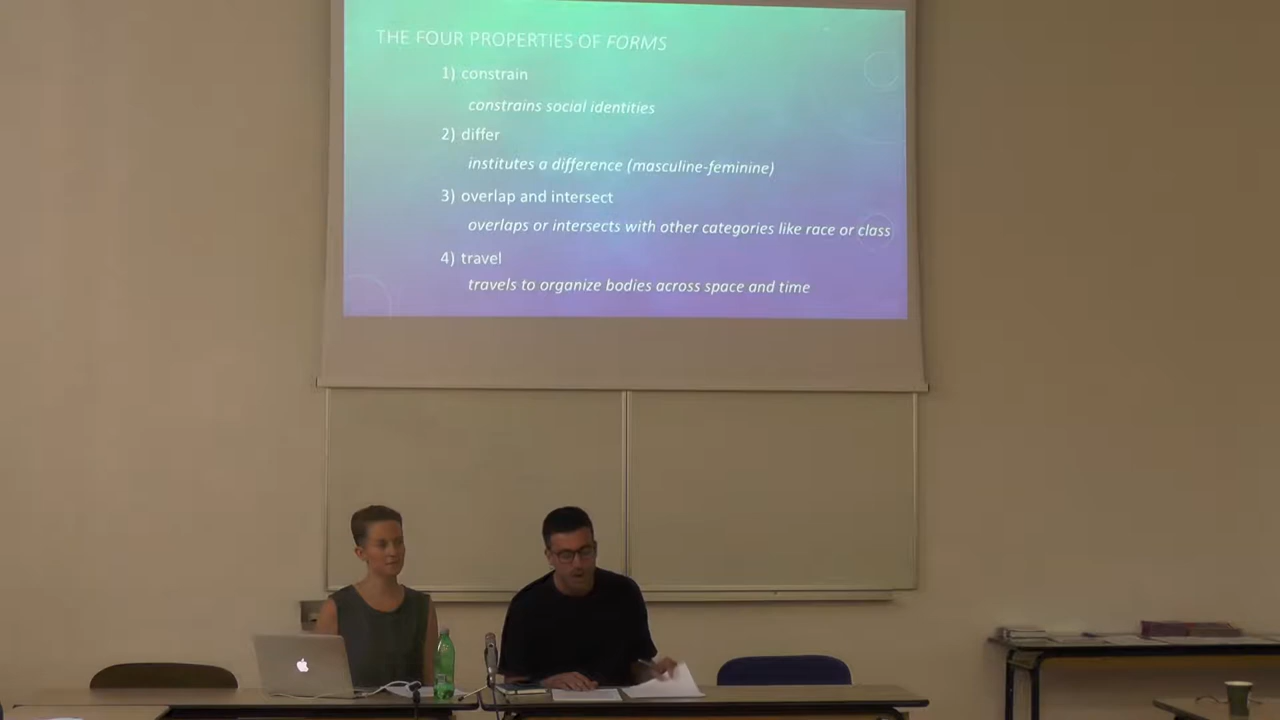 THE FOUR PROPERTIES OF FORMS
1) constrain
constrains social identities
2) differ
institutes a difference (masculine-feminine)
3) overlap and intersect
overlaps or intersects with other categories like race or class
4) travel
travels to organize bodies across space and time